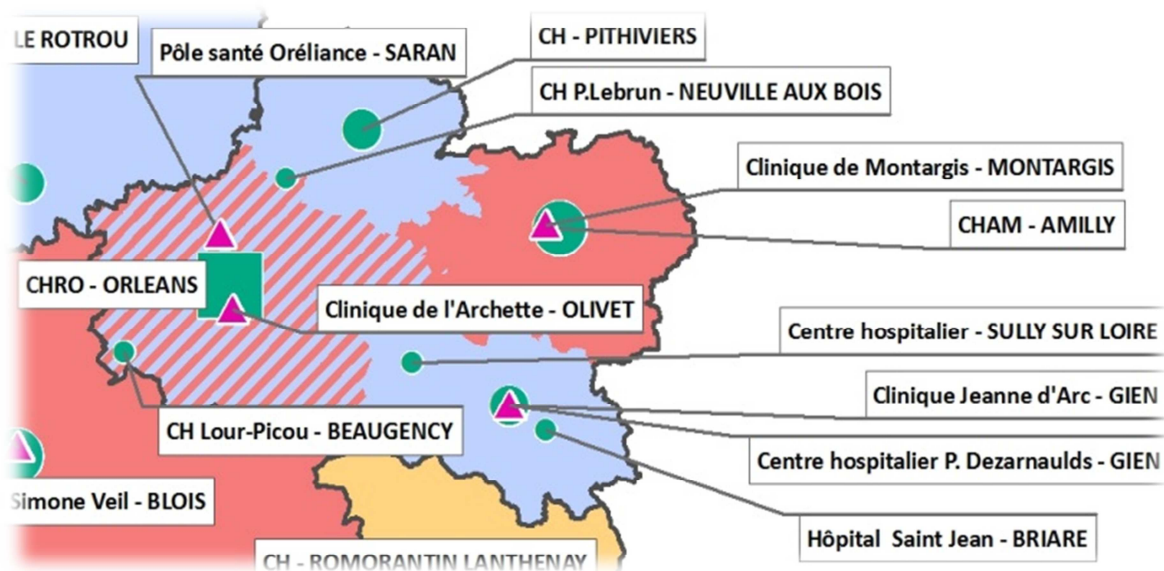 LE ROTROU
Pôle santé Oréliance - SARAN
CH - PITHIVIERS
CH P.Lebrun - NEUVILLE AUX BOIS
Clinique de Montargis - MONTARGIS
CHAM - AMILLY
CHRO - ORLEANS
Clinique de l'Archette - OLIVET
Centre hospitalier - SULLY SUR LOIRE
Clinique Jeanne d'Arc - GIEN
CH Lour-Picou - BEAUGENCY
Centre hospitalier P. Dezarnaulds - GIEN
Simone Veil - BLOIS
Hôpital Saint Jean - BRIARE
CH - ROMORANTIN LANTHENAY